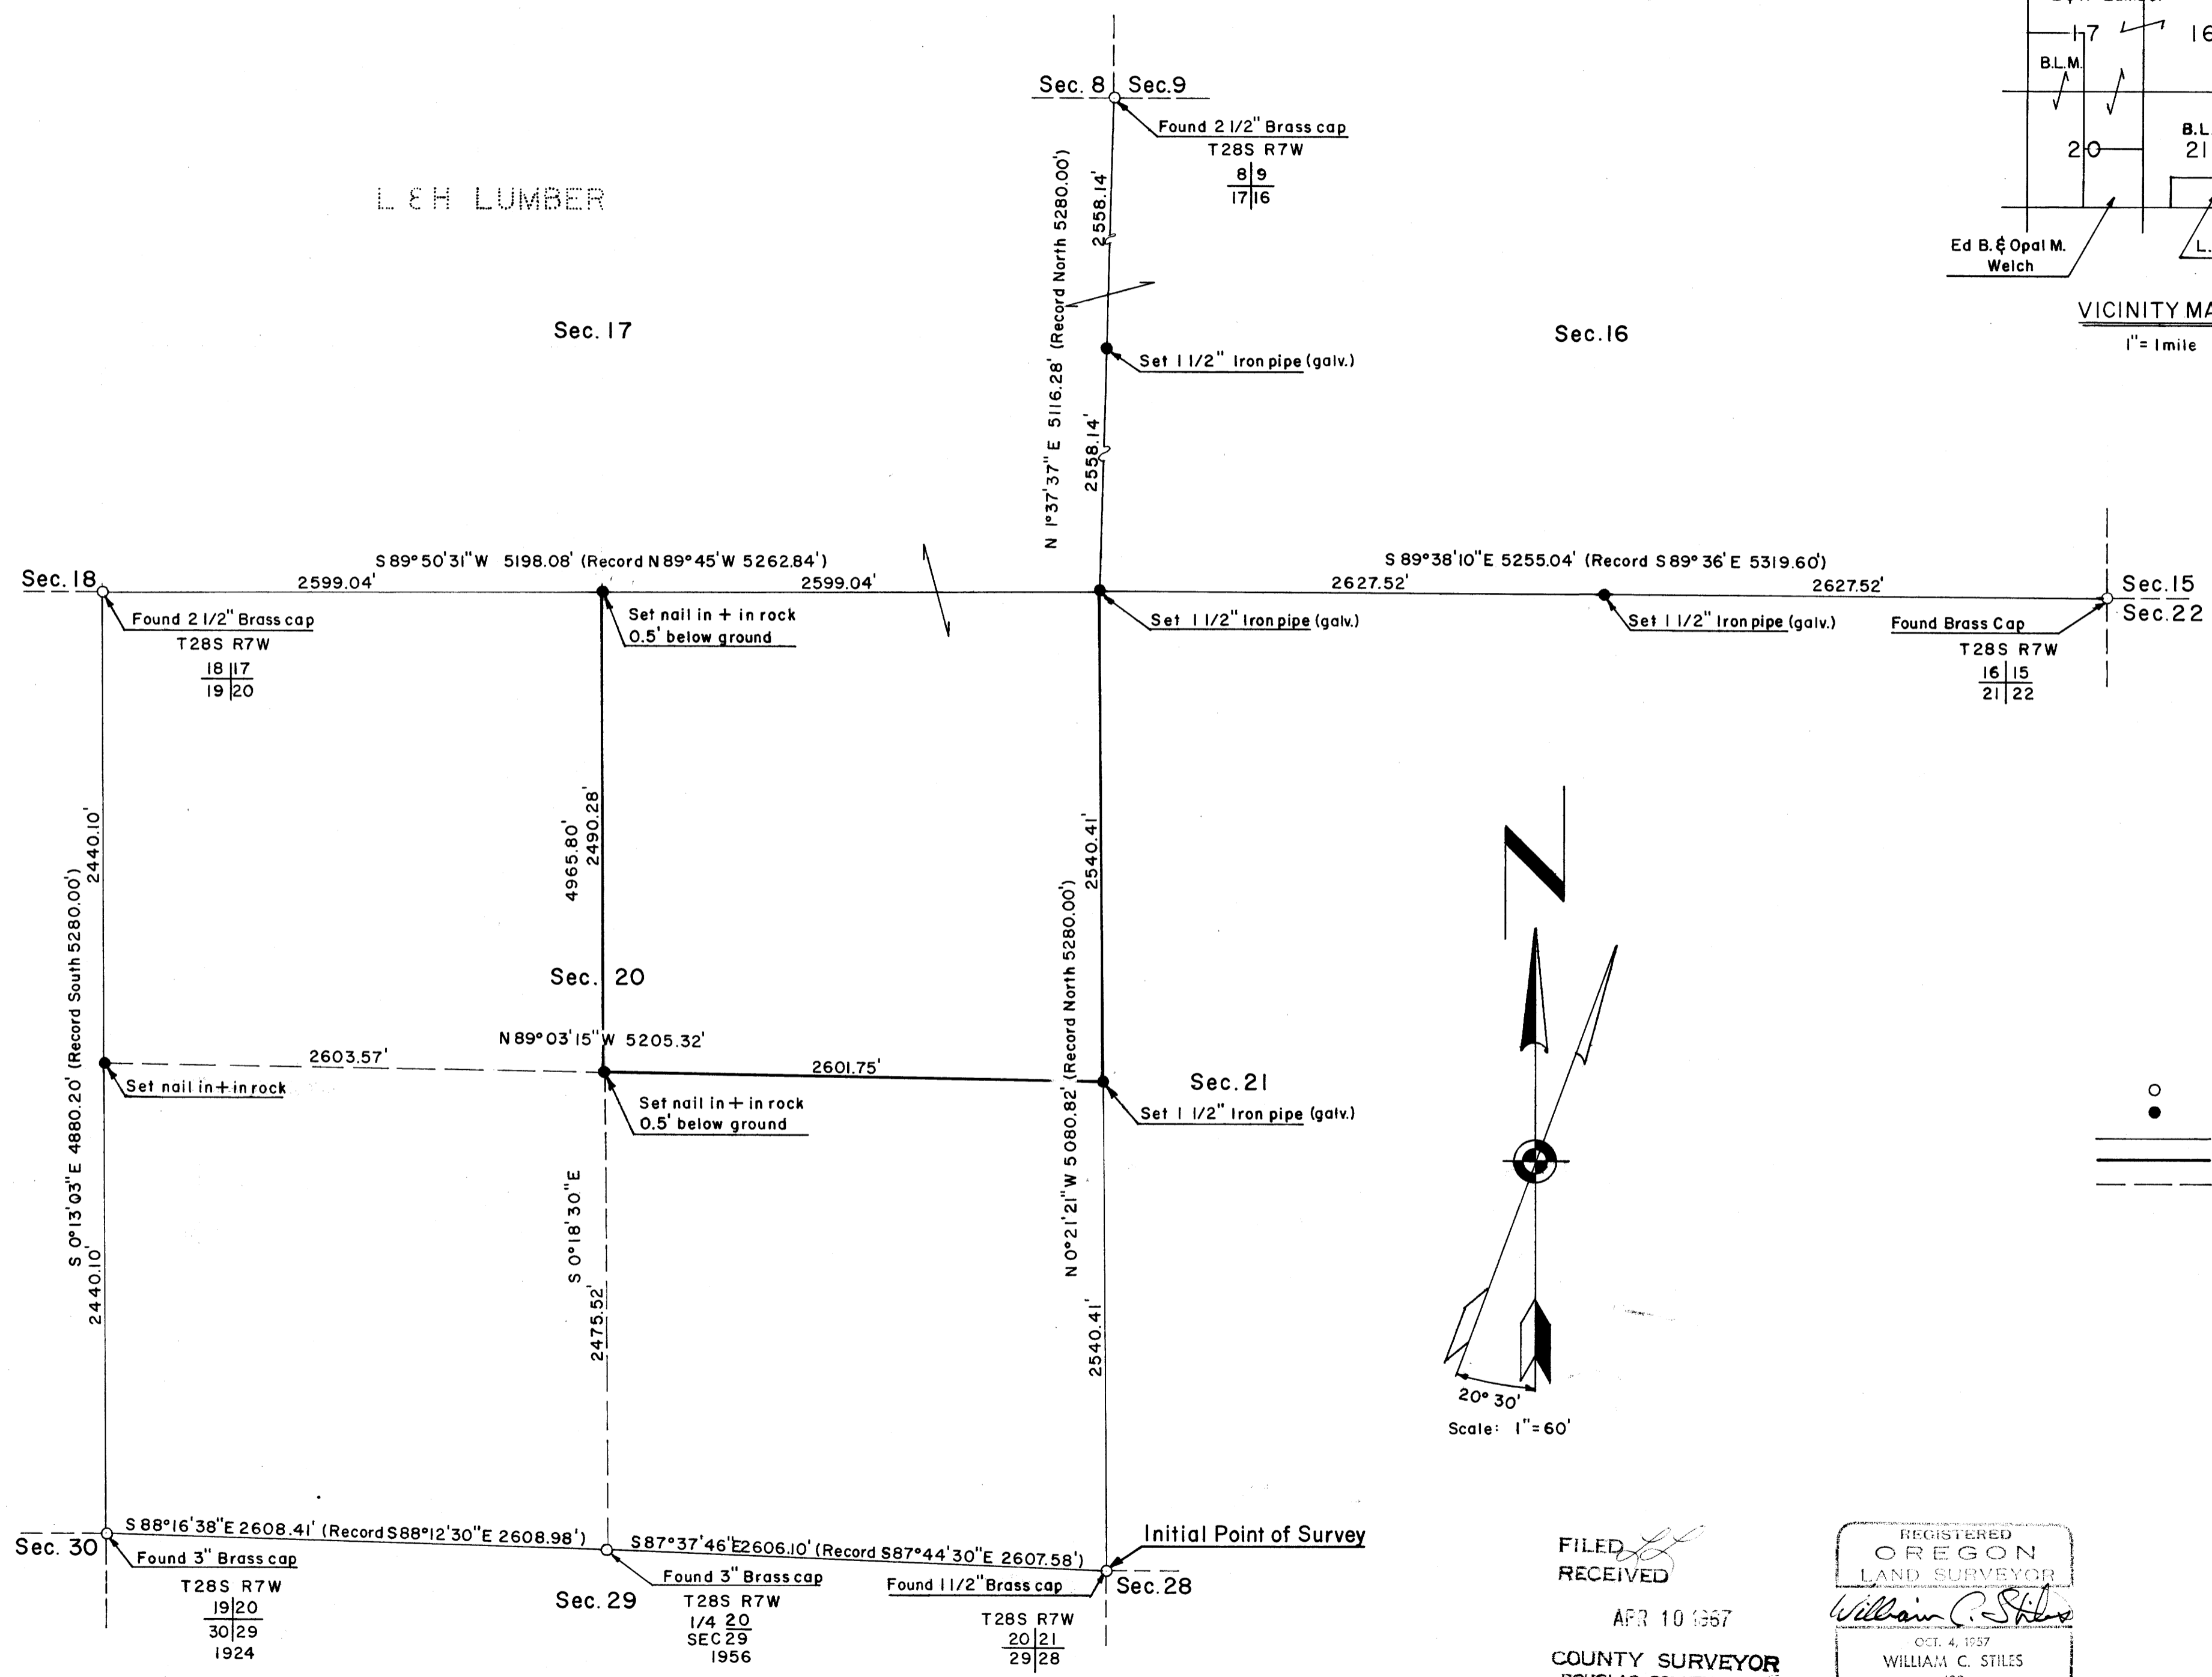 17
16
B.L.M.
B.L.
21
20
Ed B. & Opal M.
Welch
L.
VICINITY MA
1"= 1mile
Sec. 8
Sec.9
Found 2 1/2" Brass cap
T28S R7W
8 9
17 16
L & H LUMBER
N 1°37'37" E 5116.28' (Record North 5280.00')
2558.14'
Sec. 17
Sec.16
Set 1 1/2" Iron pipe (galv.)
2558.14'
S 89°50'31"W 5198.08' (Record N 89°45'W 5262.84')
S 89°38'10"E 5255.04' (Record S 89°36'E 5319.60')
Sec. 18
2599.04'
2599.04'
2627.52'
2627.52'
Sec.15
Sec.22
Found 2 1/2" Brass cap
T28S R7W
18 17
19 20
Set nail in + in rock
0.5' below ground
Set 1 1/2" Iron pipe (galv.)
Set 1 1/2" Iron pipe (galv.)
Found Brass Cap
T28S R7W
16 15
21 22
2440.10'
4965.80'
2490.28'
2540.41'
S 0°13'03"E 4880.20' (Record South 5280.00')
N 0°21'21"W 5080.82' (Record North 5280.00')
Sec. 20
N 89°03'15"W 5205.32'
2603.57'
2601.75'
Sec.21
Set nail in + in rock
Set nail in + in rock
0.5' below ground
Set 1 1/2" Iron pipe (galv.)
S 0°18'30"E
2440.10'
2475.52'
2540.41'
20° 30'
Scale: 1"=60'
S 88°16'38"E 2608.41' (Record S88°12'30"E 2608.98')
S87°37'46"E2606.10' (Record S87°44'30"E 2607.58')
Initial Point of Survey
Sec. 30
Found 3" Brass cap
T28S R7W
19 20
30 29
1924
Sec. 29
Found 3" Brass cap
T28S R7W
1/4 20
SEC 29
1956
Found 1 1/2" Brass cap
T28S R7W
20 21
29 28
Sec. 28
FILED
RECEIVED
APR 10 1967
COUNTY SURVEYOR
REGISTERED
OREGON
LAND SURVEYOR
William C. Stiles
OCT. 4, 1957
WILLIAM C. STILES